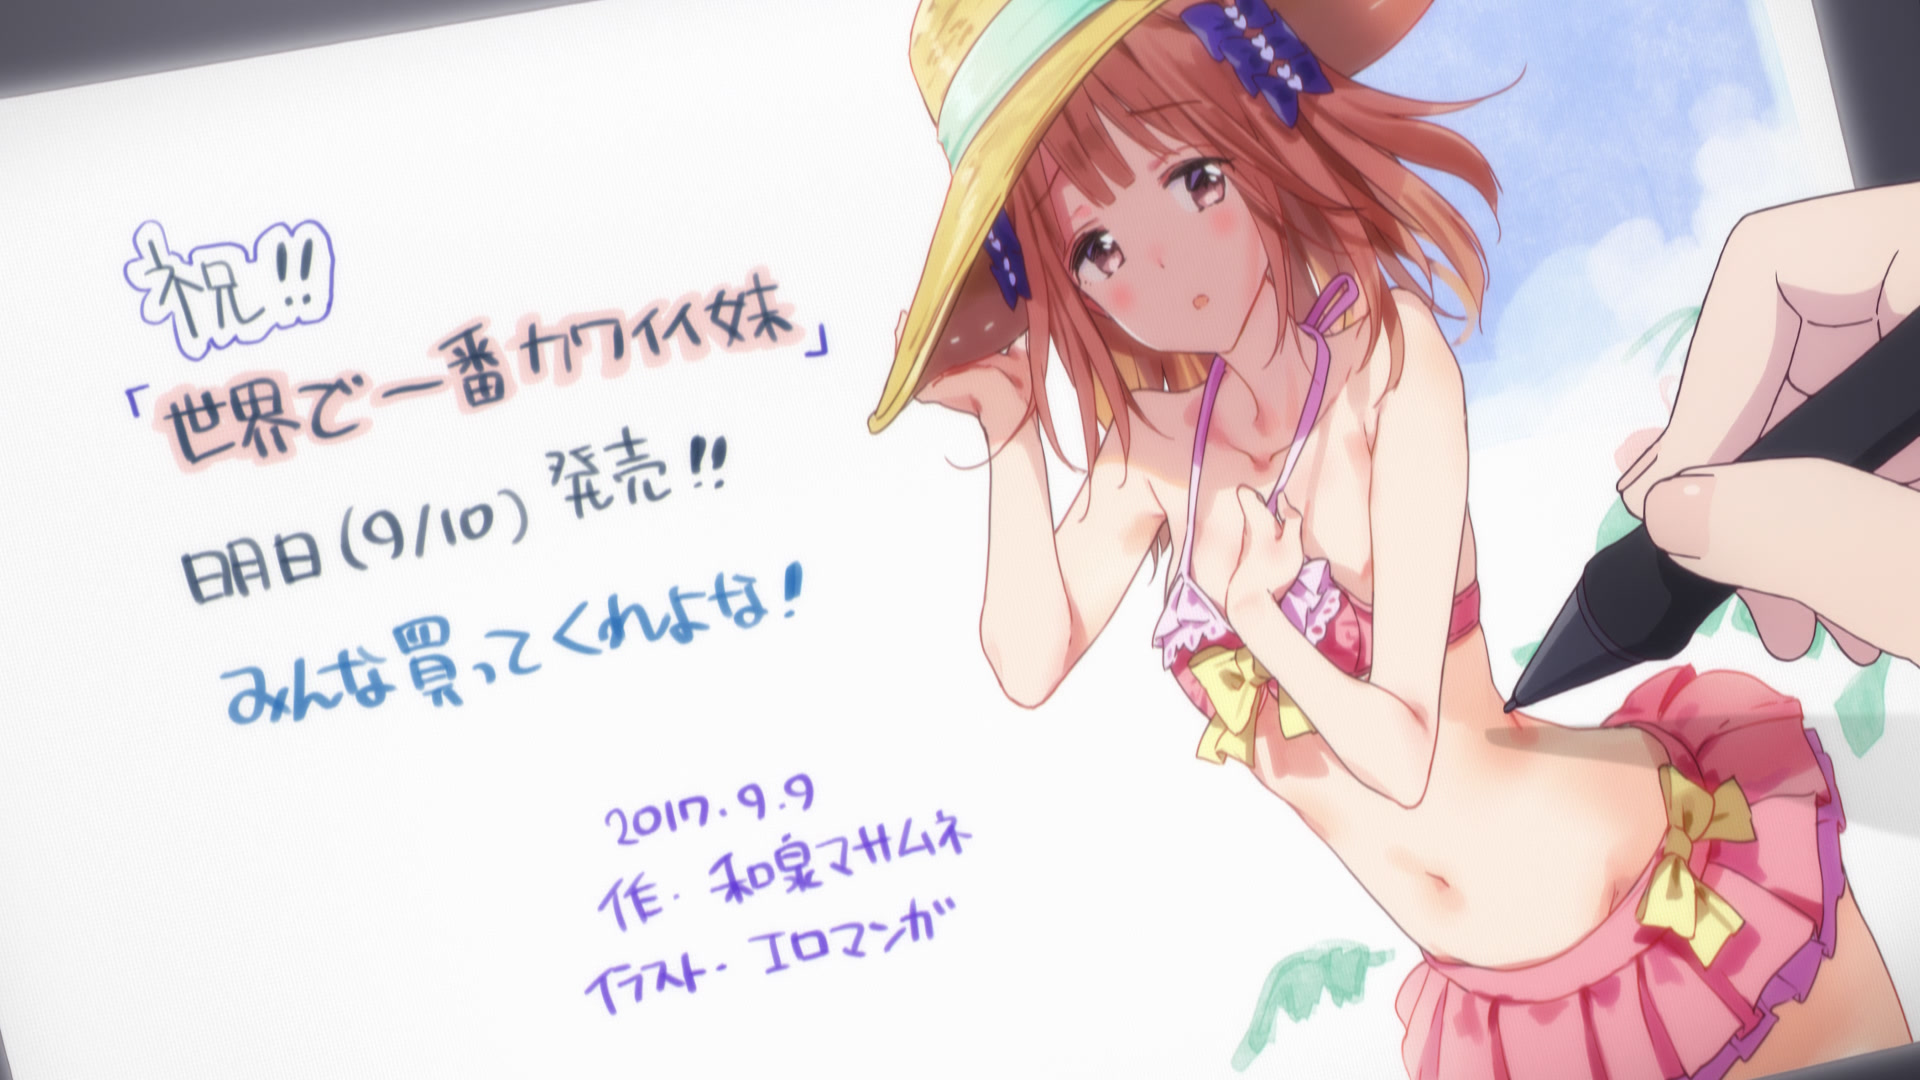 祝!!
「世界で一番カワイイ妹」
明日(9/10)発売!!
みんな買ってくれよな!
2017.9.9
作・和泉マサムネ
イラスト・エロマンガ